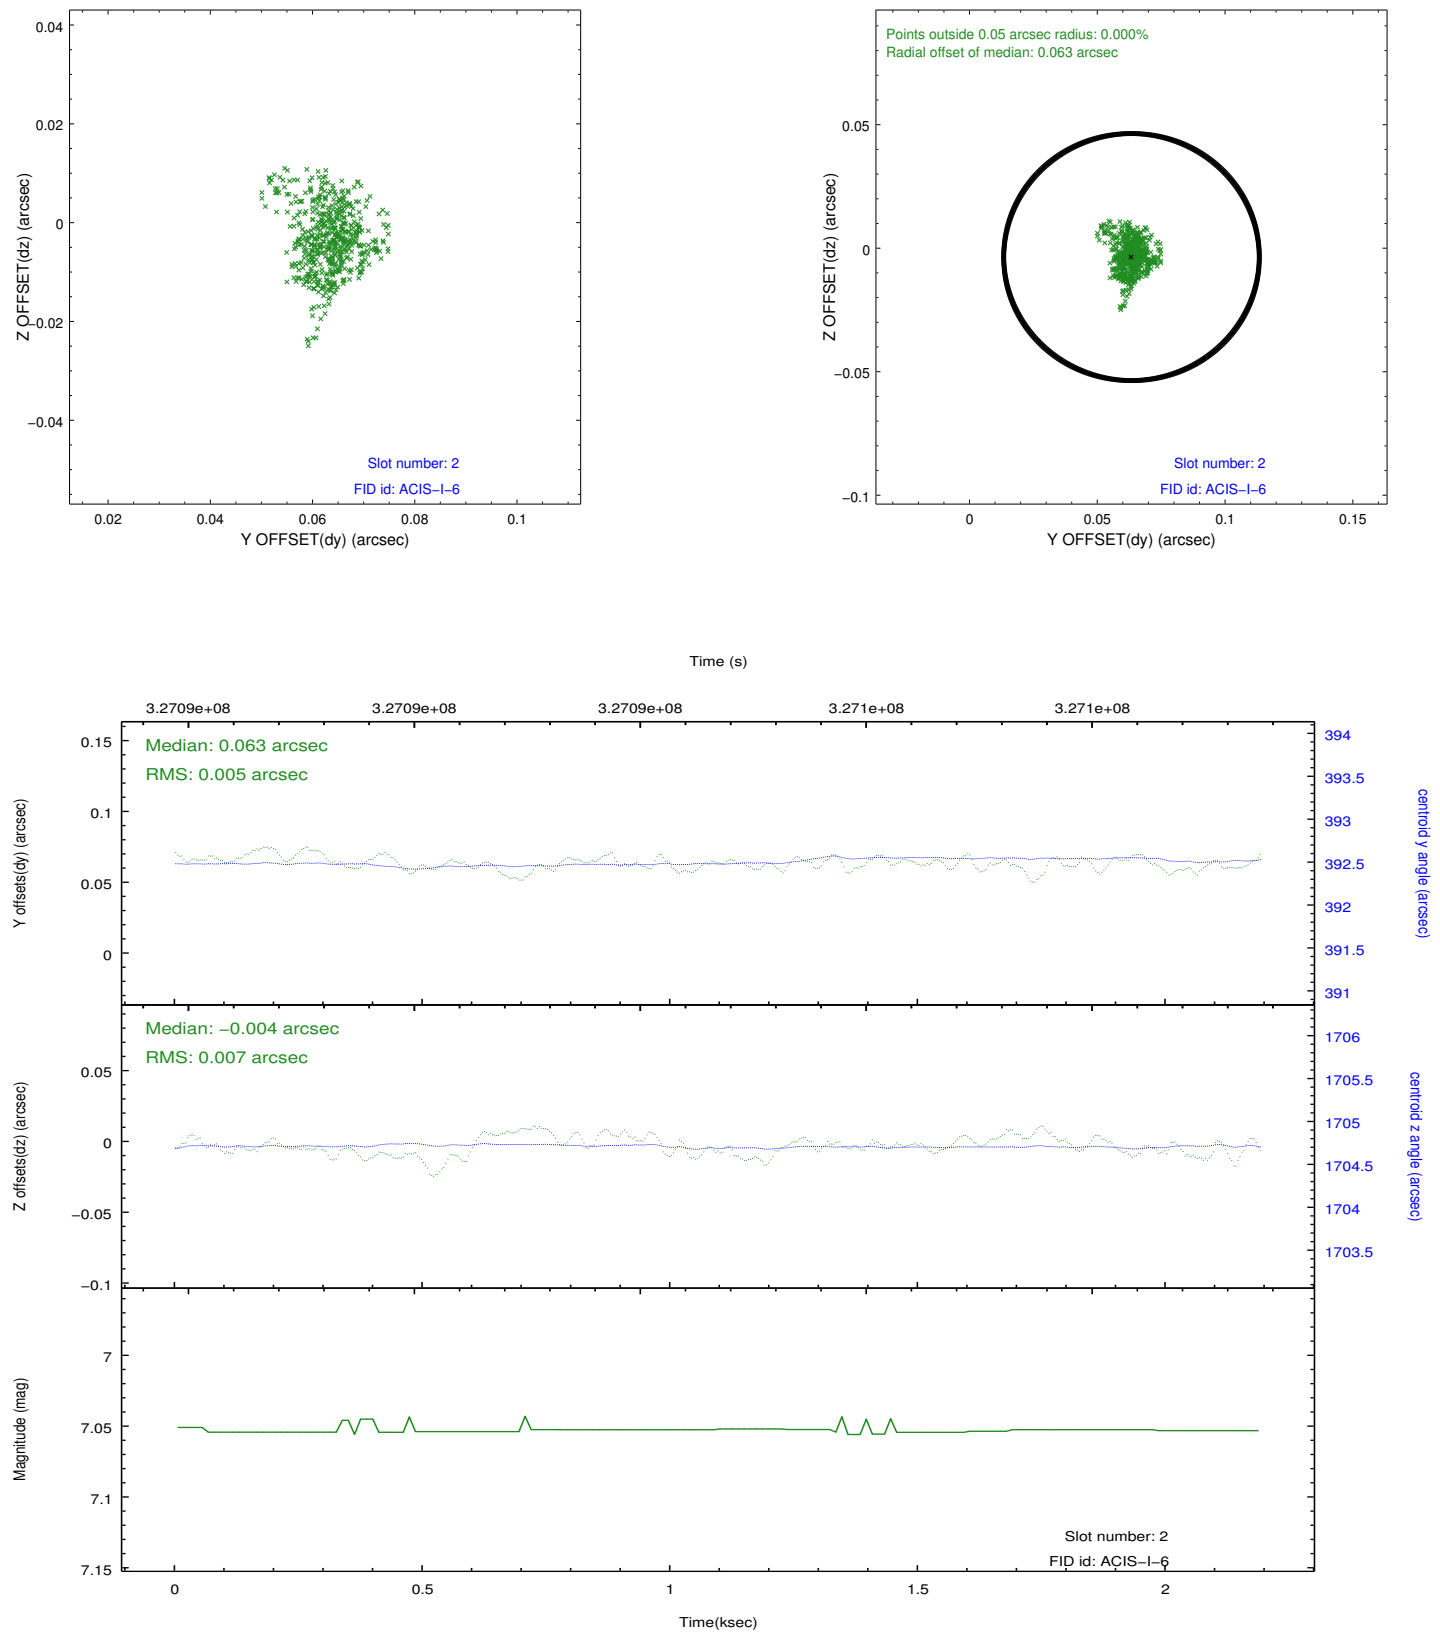 0.04
0.02
0
−0.02
−0.04
Z OFFSET(dz) (arcsec)
Slot number: 2
FID id: ACIS−I−6
0.02
0.04
0.06
0.08
0.1
Y OFFSET(dy) (arcsec)
Points outside 0.05 arcsec radius: 0.000%
Radial offset of median: 0.063 arcsec
0.05
0
−0.05
−0.1
Z OFFSET(dz) (arcsec)
Slot number: 2
FID id: ACIS−I−6
0
0.05
0.1
0.15
Y OFFSET(dy) (arcsec)
Time (s)
3.2709e+08
3.2709e+08
3.2709e+08
3.271e+08
3.271e+08
Median: 0.063 arcsec
RMS: 0.005 arcsec
0.15
0.1
0.05
0
Y offsets(dy) (arcsec)
394
393.5
393
392.5
392
391.5
391
centroid y angle (arcsec)
Median: −0.004 arcsec
RMS: 0.007 arcsec
0.05
0
−0.05
−0.1
Z offsets(dz) (arcsec)
1706
1705.5
1705
1704.5
1704
1703.5
centroid z angle (arcsec)
7
7.05
7.1
7.15
Magnitude (mag)
Slot number: 2
FID id: ACIS−I−6
0
0.5
1
1.5
2
Time(ksec)